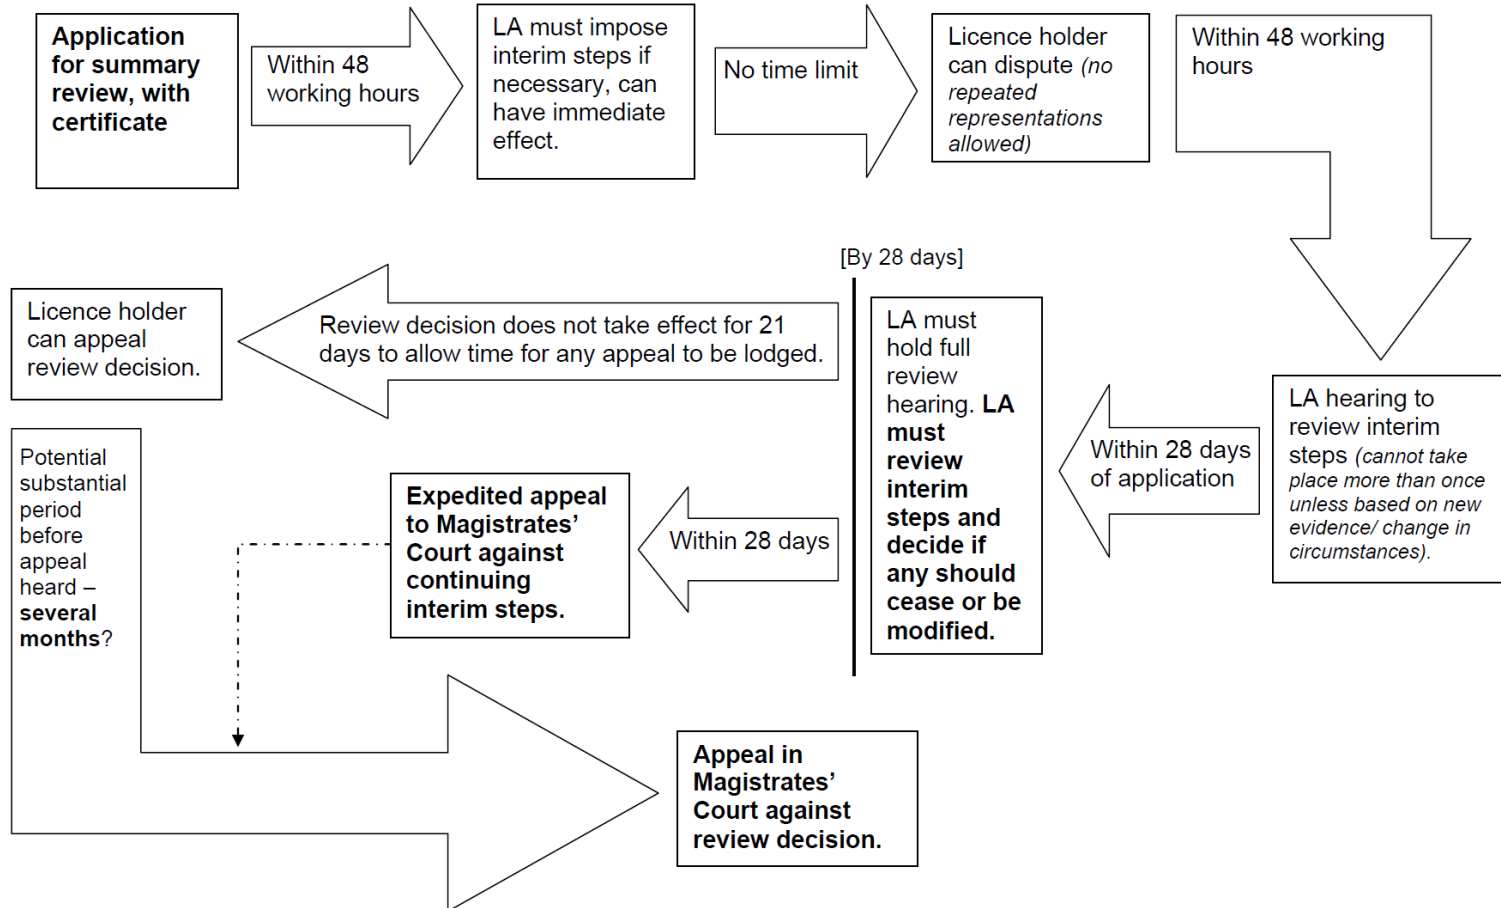 Application
for summary
review, with
certificate
Within 48
working hours
LA must impose
interim steps if
necessary, can
have immediate
effect.
No time limit
Licence holder
can dispute (no
repeated
representations
allowed)
Within 48 working
hours
LA hearing to
review interim
steps (cannot take
place more than once
unless based on new
evidence/ change in
circumstances).
Within 28 days
of application
[By 28 days]
LA must
hold full
review
hearing. LA
must
review
interim
steps and
decide if
any should
cease or be
modified.
Review decision does not take effect for 21
days to allow time for any appeal to be lodged.
Licence holder
can appeal
review decision.
Within 28 days
Expedited appeal
to Magistrates’
Court against
continuing
interim steps.
Potential
substantial
period
before
appeal
heard –
several
months?
Appeal in
Magistrates’
Court against
review decision.